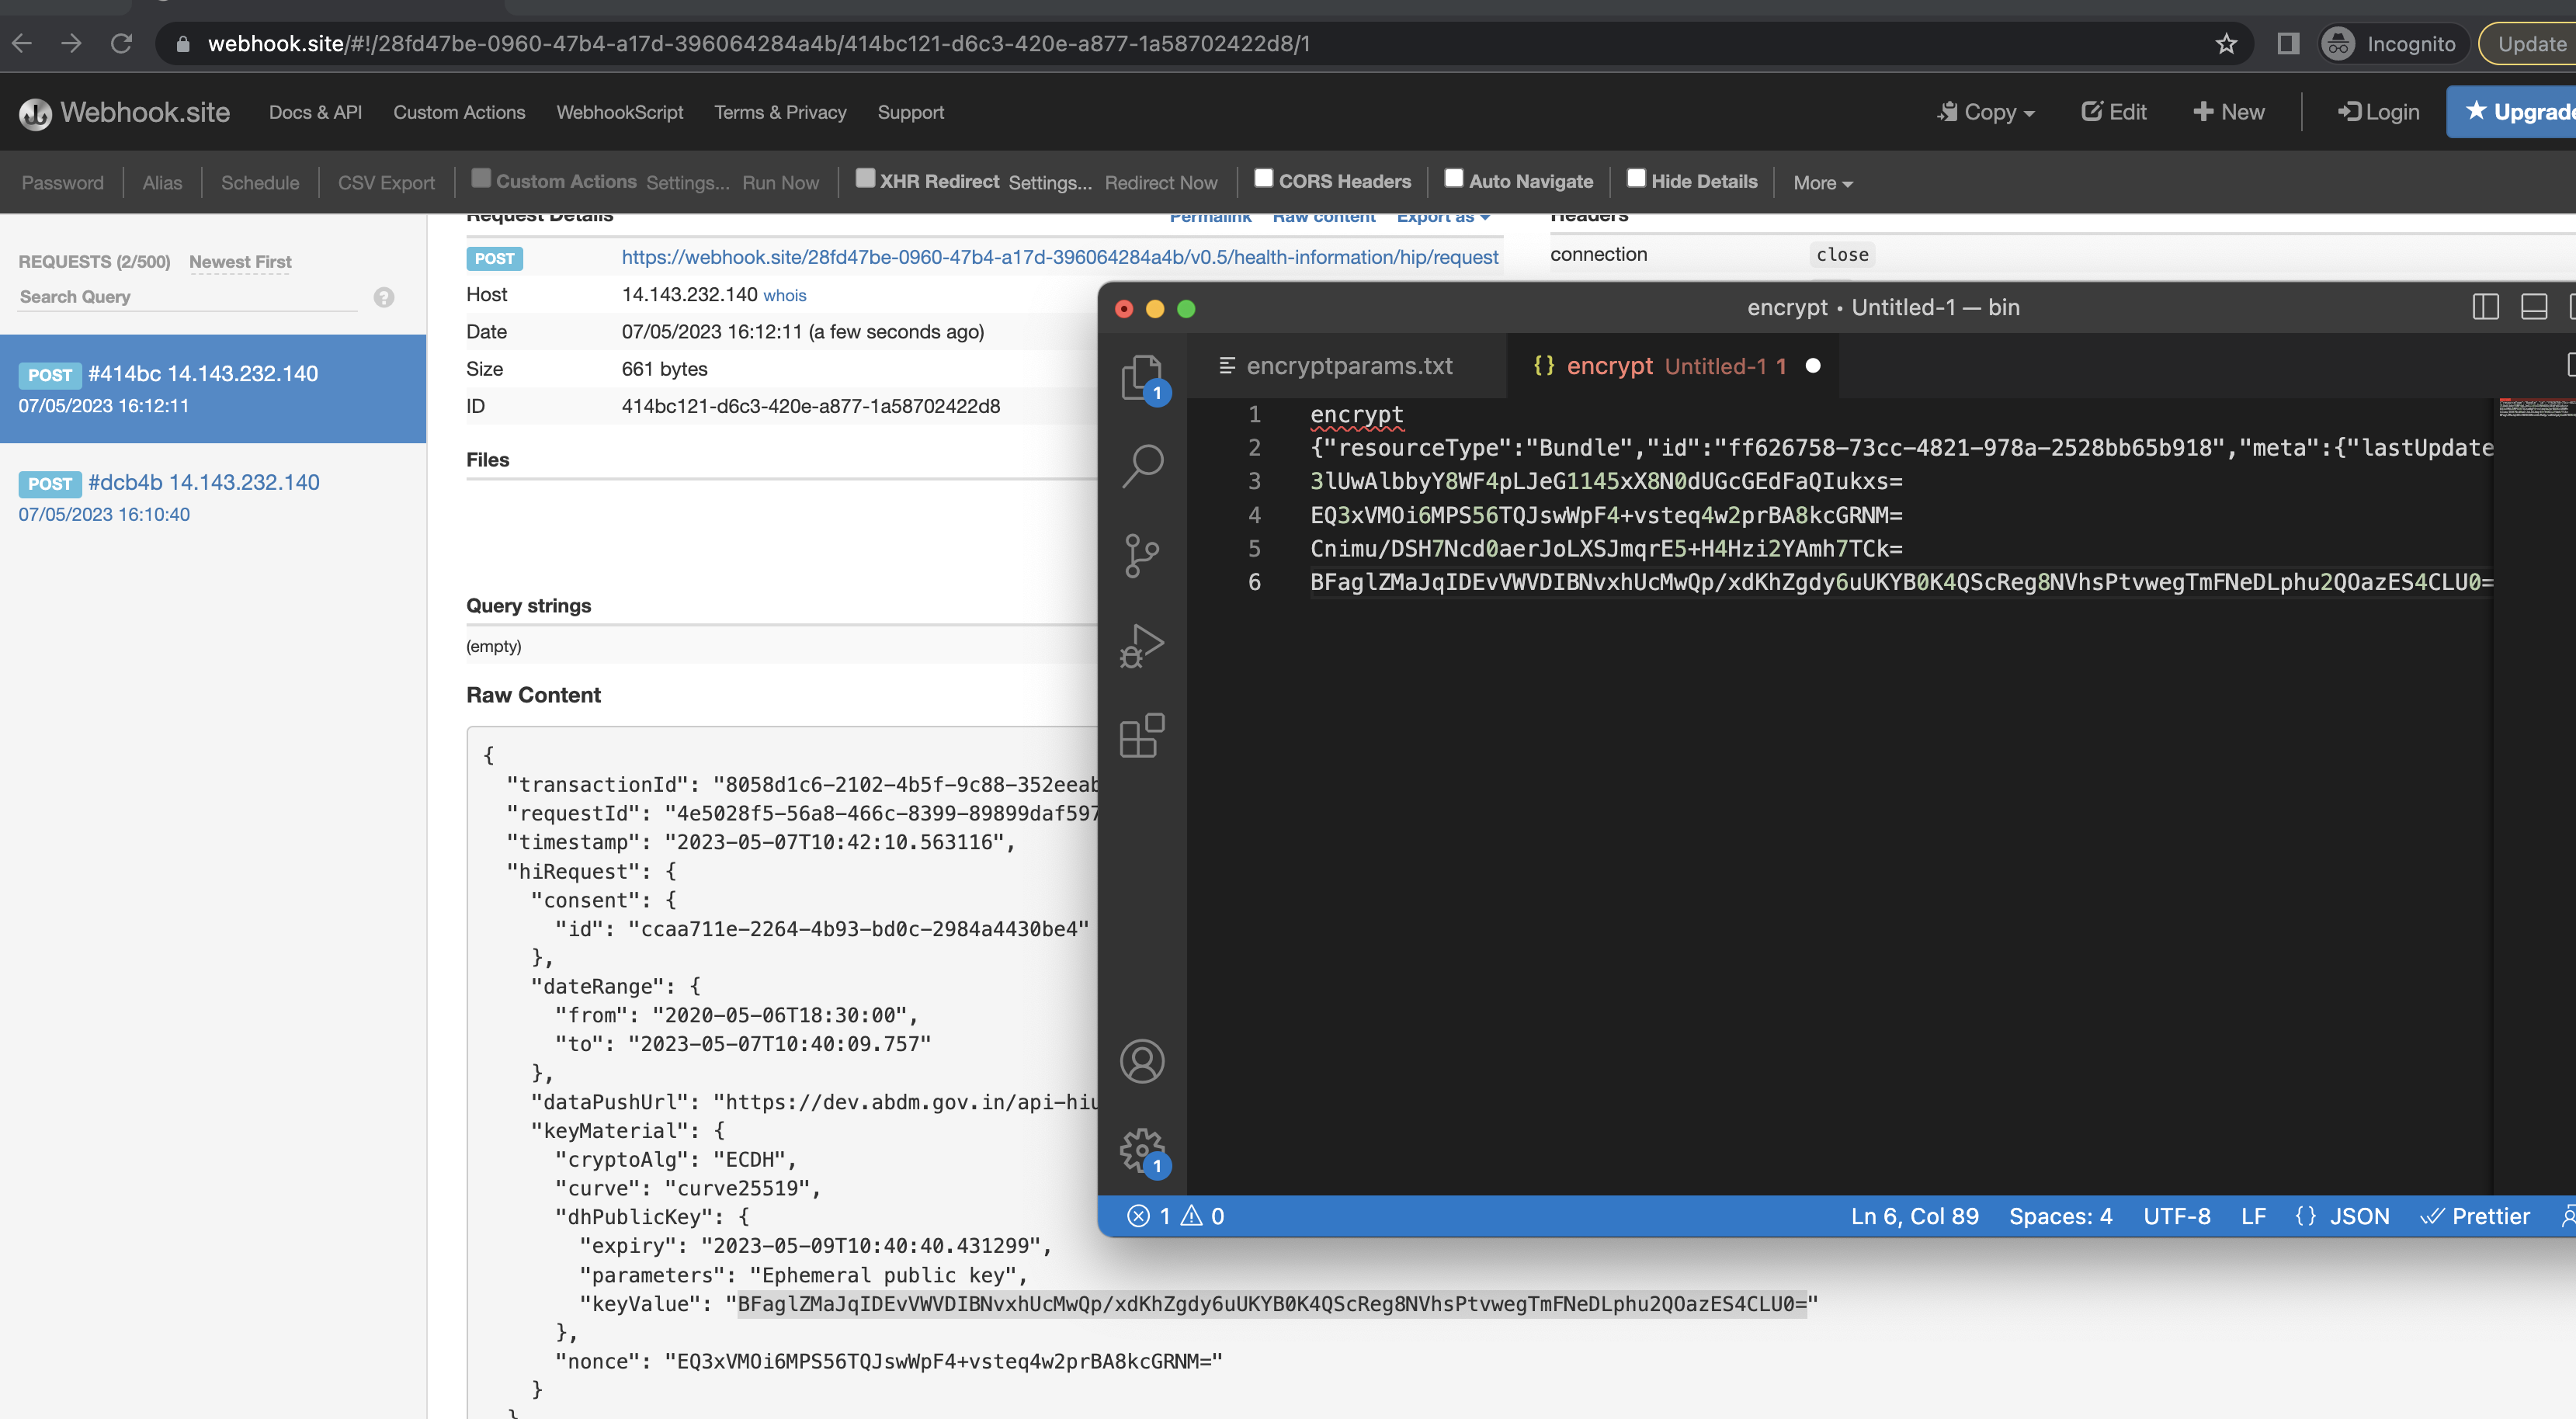 webhook.site/#!/28fd47be-0960-47b4-a17d-396064284a4b/414bc121-d6c3-420e-a877-1a58702422d8/1
Incognito
Update
Webhook.site Docs & API Custom Actions WebhookScript Terms & Privacy Support Copy Edit New Login Upgrade
Password Alias Schedule CSV Export Custom Actions Settings... Run Now XHR Redirect Settings... Redirect Now CORS Headers Auto Navigate Hide Details More
REQUESTS (2/500) Newest First
Search Query
?
POST #414bc 14.143.232.140
07/05/2023 16:12:11
POST #dcb4b 14.143.232.140
07/05/2023 16:10:40
Request Details Permalink Raw content Export as
POST https://webhook.site/28fd47be-0960-47b4-a17d-396064284a4b/v0.5/health-information/hip/request
Host 14.143.232.140 whois
Date 07/05/2023 16:12:11 (a few seconds ago)
Size 661 bytes
ID 414bc121-d6c3-420e-a877-1a58702422d8
Files
Query strings
(empty)
Raw Content
{
"transactionId": "8058d1c6-2102-4b5f-9c88-352eeab
"requestId": "4e5028f5-56a8-466c-8399-89899daf597
"timestamp": "2023-05-07T10:42:10.563116",
"hiRequest": {
"consent": {
"id": "ccaa711e-2264-4b93-bd0c-2984a4430be4"
},
"dateRange": {
"from": "2020-05-06T18:30:00",
"to": "2023-05-07T10:40:09.757"
},
"dataPushUrl": "https://dev.abdm.gov.in/api-hiu
"keyMaterial": {
"cryptoAlg": "ECDH",
"curve": "curve25519",
"dhPublicKey": {
"expiry": "2023-05-09T10:40:40.431299",
"parameters": "Ephemeral public key",
"keyValue": "BFaglZMaJqIDEvVWVDIBNvxhUcMwQp/xdKhZgdy6uUKYB0K4QScReg8NVhsPtvwegTmFNeDLphu2QOazES4CLU0="
},
"nonce": "EQ3xVMOi6MPS56TQJswWpF4+vsteq4w2prBA8kcGRNM="
}
}
Headers
connection close
encrypt • Untitled-1 — bin
encryptparams.txt
{} encrypt Untitled-1 1
1
1 encrypt
2 {"resourceType":"Bundle","id":"ff626758-73cc-4821-978a-2528bb65b918","meta":{"lastUpdate
3 3lUwAlbbyY8WF4pLJeG1145xX8N0dUGcGEdFaQIukxs=
4 EQ3xVMOi6MPS56TQJswWpF4+vsteq4w2prBA8kcGRNM=
5 Cnimu/DSH7Ncd0aerJoLXSJmqrE5+H4Hzi2YAmh7TCk=
6 BFaglZMaJqIDEvVWVDIBNvxhUcMwQp/xdKhZgdy6uUKYB0K4QScReg8NVhsPtvwegTmFNeDLphu2QOazES4CLU0=
1
1 0 Ln 6, Col 89 Spaces: 4 UTF-8 LF {} JSON Prettier